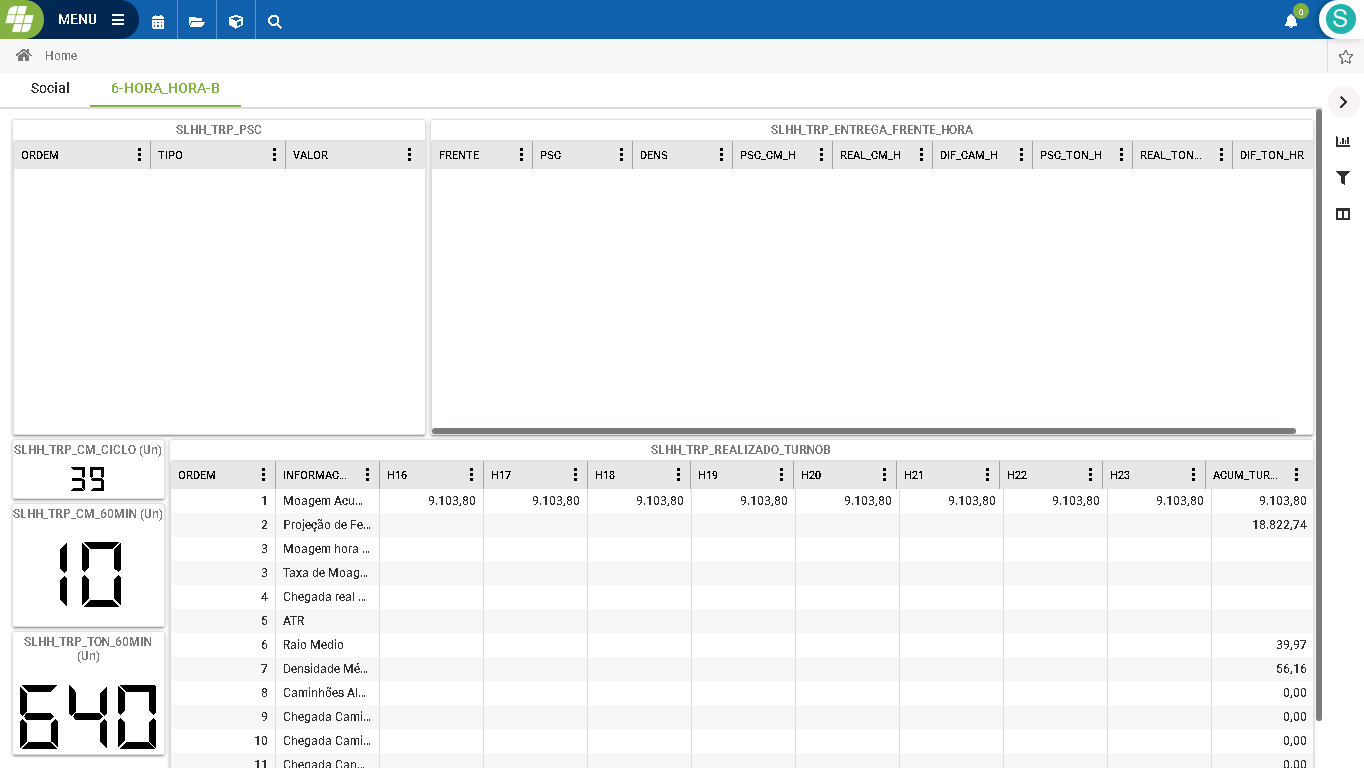 MENU
0
S
Home
Social 6-HORA_HORA-B
SLHH_TRP_PSC
ORDEM TIPO VALOR
SLHH_TRP_ENTREGA_FRENTE_HORA
FRENTE PSC DENS PSC_CM_H REAL_CM_H DIF_CAM_H PSC_TON_H REAL_TON... DIF_TON_HR
SLHH_TRP_CM_CICLO (Un)
39
SLHH_TRP_CM_60MIN (Un)
10
SLHH_TRP_TON_60MIN
(Un)
640
SLHH_TRP_REALIZADO_TURNOB
ORDEM INFORMAC... H16 H17 H18 H19 H20 H21 H22 H23 ACUM_TUR...
1 Moagem Acu... 9.103,80 9.103,80 9.103,80 9.103,80 9.103,80 9.103,80 9.103,80 9.103,80 9.103,80
2 Projeção de Fe... 18.822,74
3 Moagem hora ...
3 Taxa de Moag...
4 Chegada real ...
5 ATR
6 Raio Medio 39,97
7 Densidade Mé... 56,16
8 Caminhões Al... 0,00
9 Chegada Cami... 0,00
10 Chegada Cami... 0,00
11 Chegada Can... 0,00